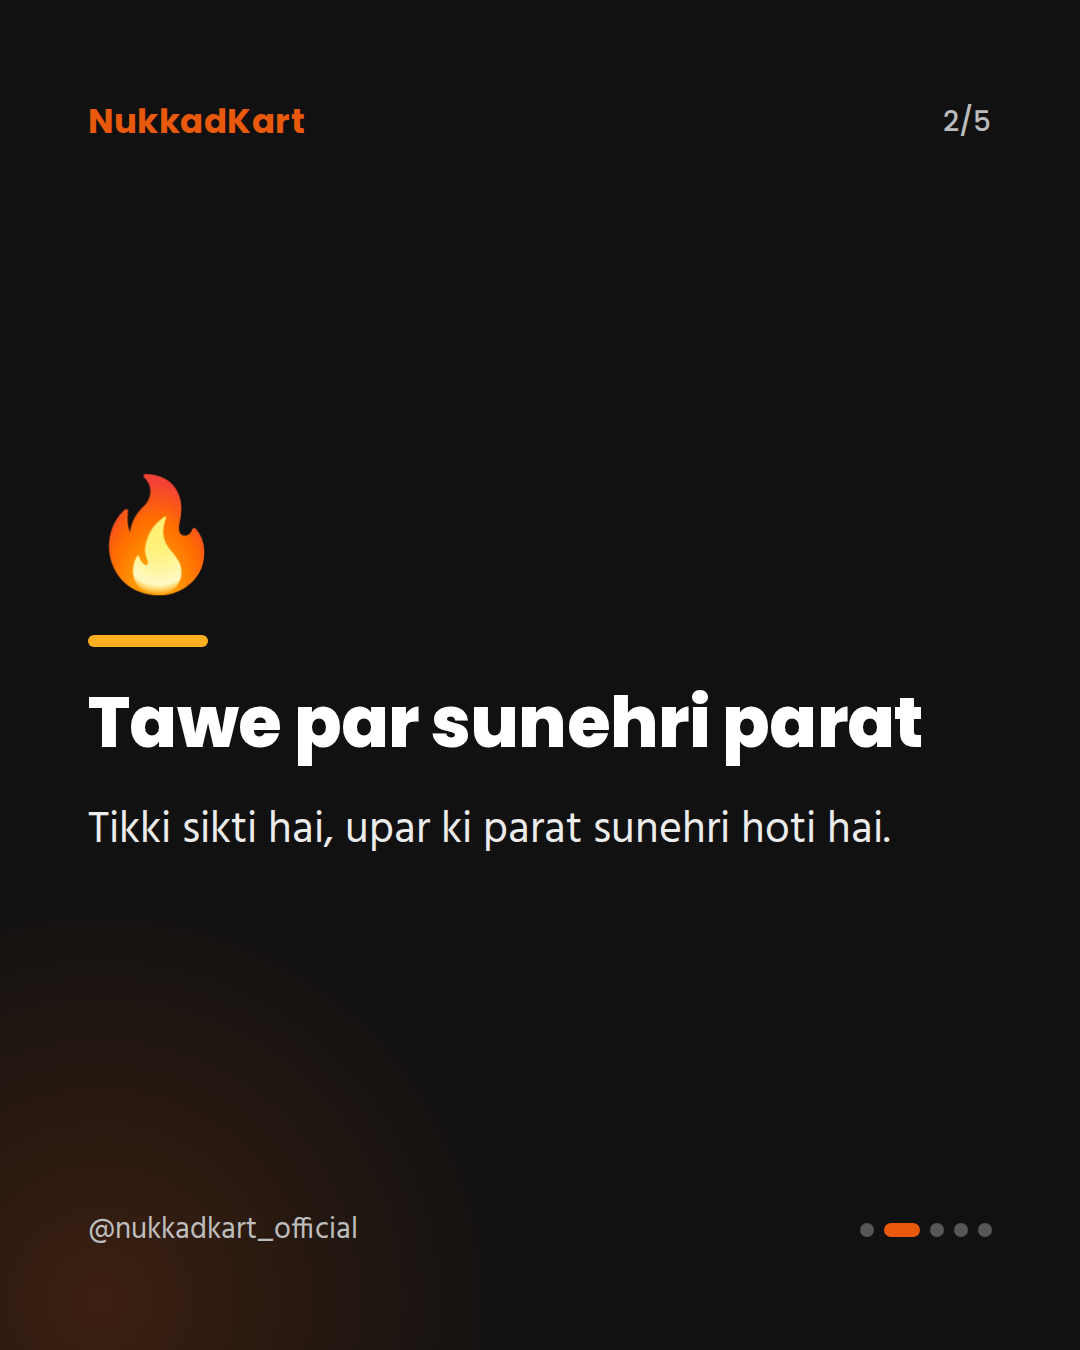 NukkadKart
2/5
Tawe par sunehri parat
Tikki sikti hai, upar ki parat sunehri hoti hai.
@nukkadkart_official